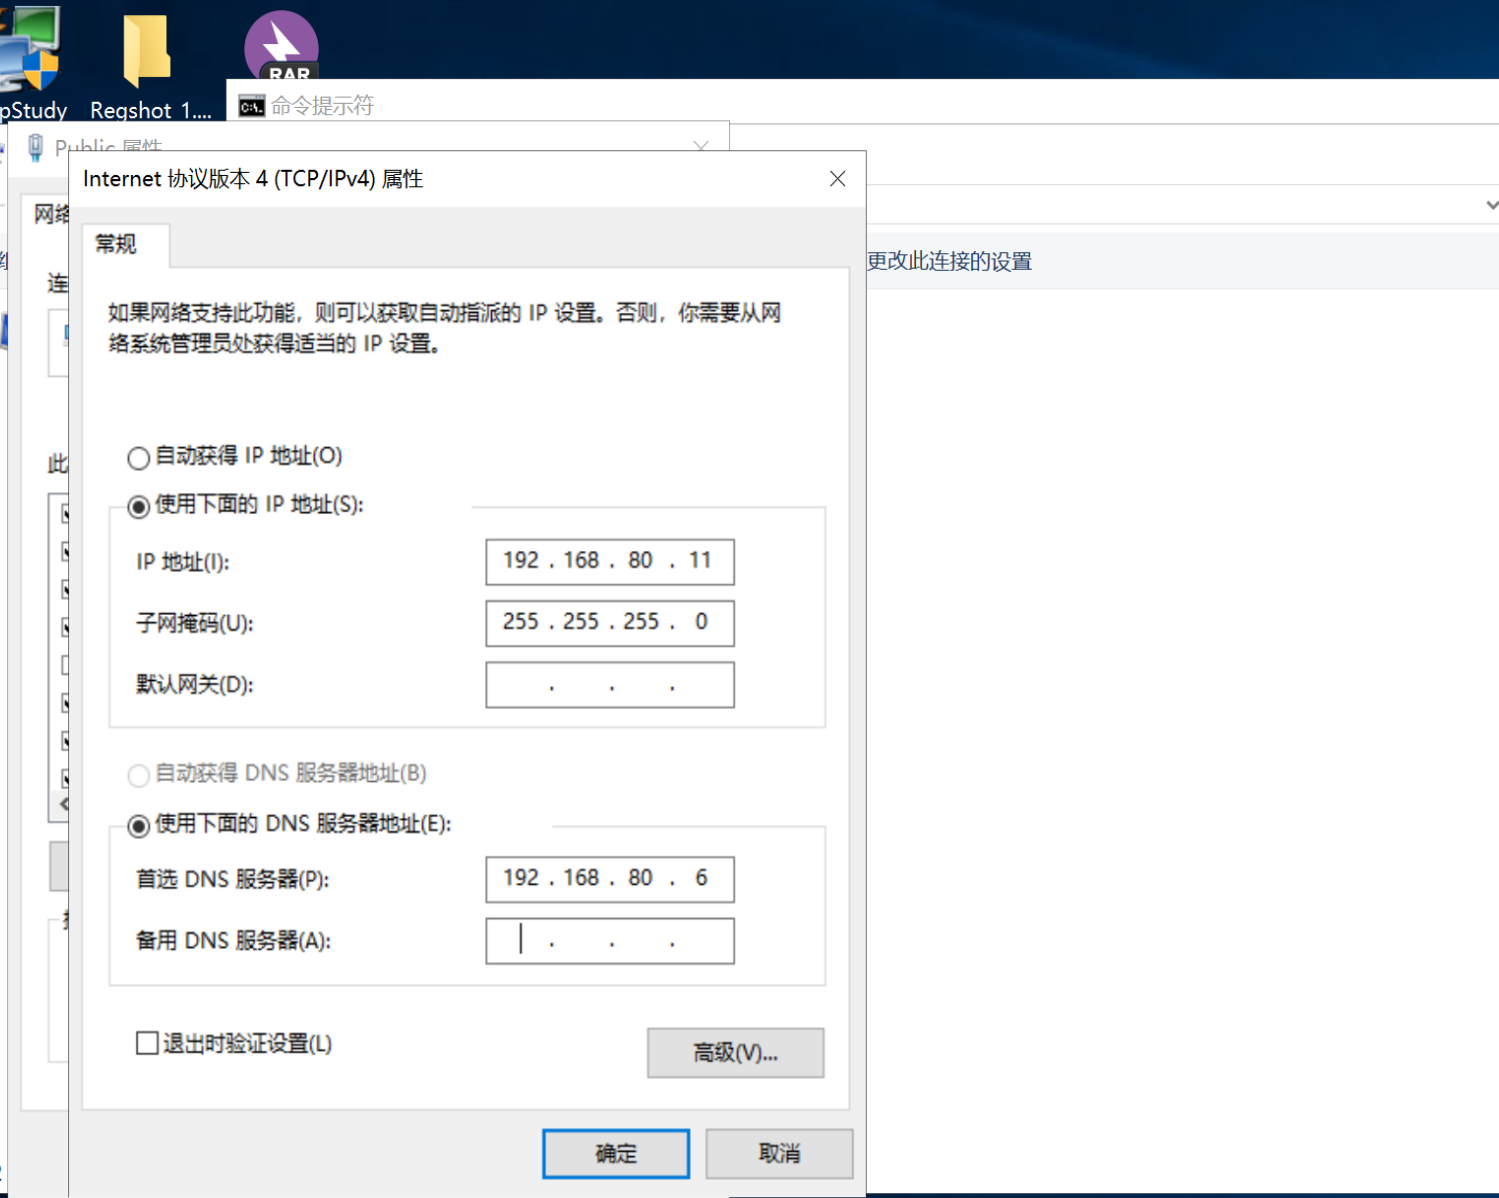 pStudy
Regshot 1....
RAR
命令提示符
Public 属性
Internet 协议版本 4 (TCP/IPv4) 属性
网络
常规
更改此连接的设置
连
如果网络支持此功能，则可以获取自动指派的 IP 设置。否则，你需要从网
络系统管理员处获得适当的 IP 设置。
自动获得 IP 地址(O)
此
使用下面的 IP 地址(S):
IP 地址(I):
192 . 168 . 80 . 11
子网掩码(U):
255 . 255 . 255 . 0
默认网关(D):
. . .
自动获得 DNS 服务器地址(B)
使用下面的 DNS 服务器地址(E):
首选 DNS 服务器(P):
192 . 168 . 80 . 6
备用 DNS 服务器(A):
. . .
退出时验证设置(L)
高级(V)...
确定
取消